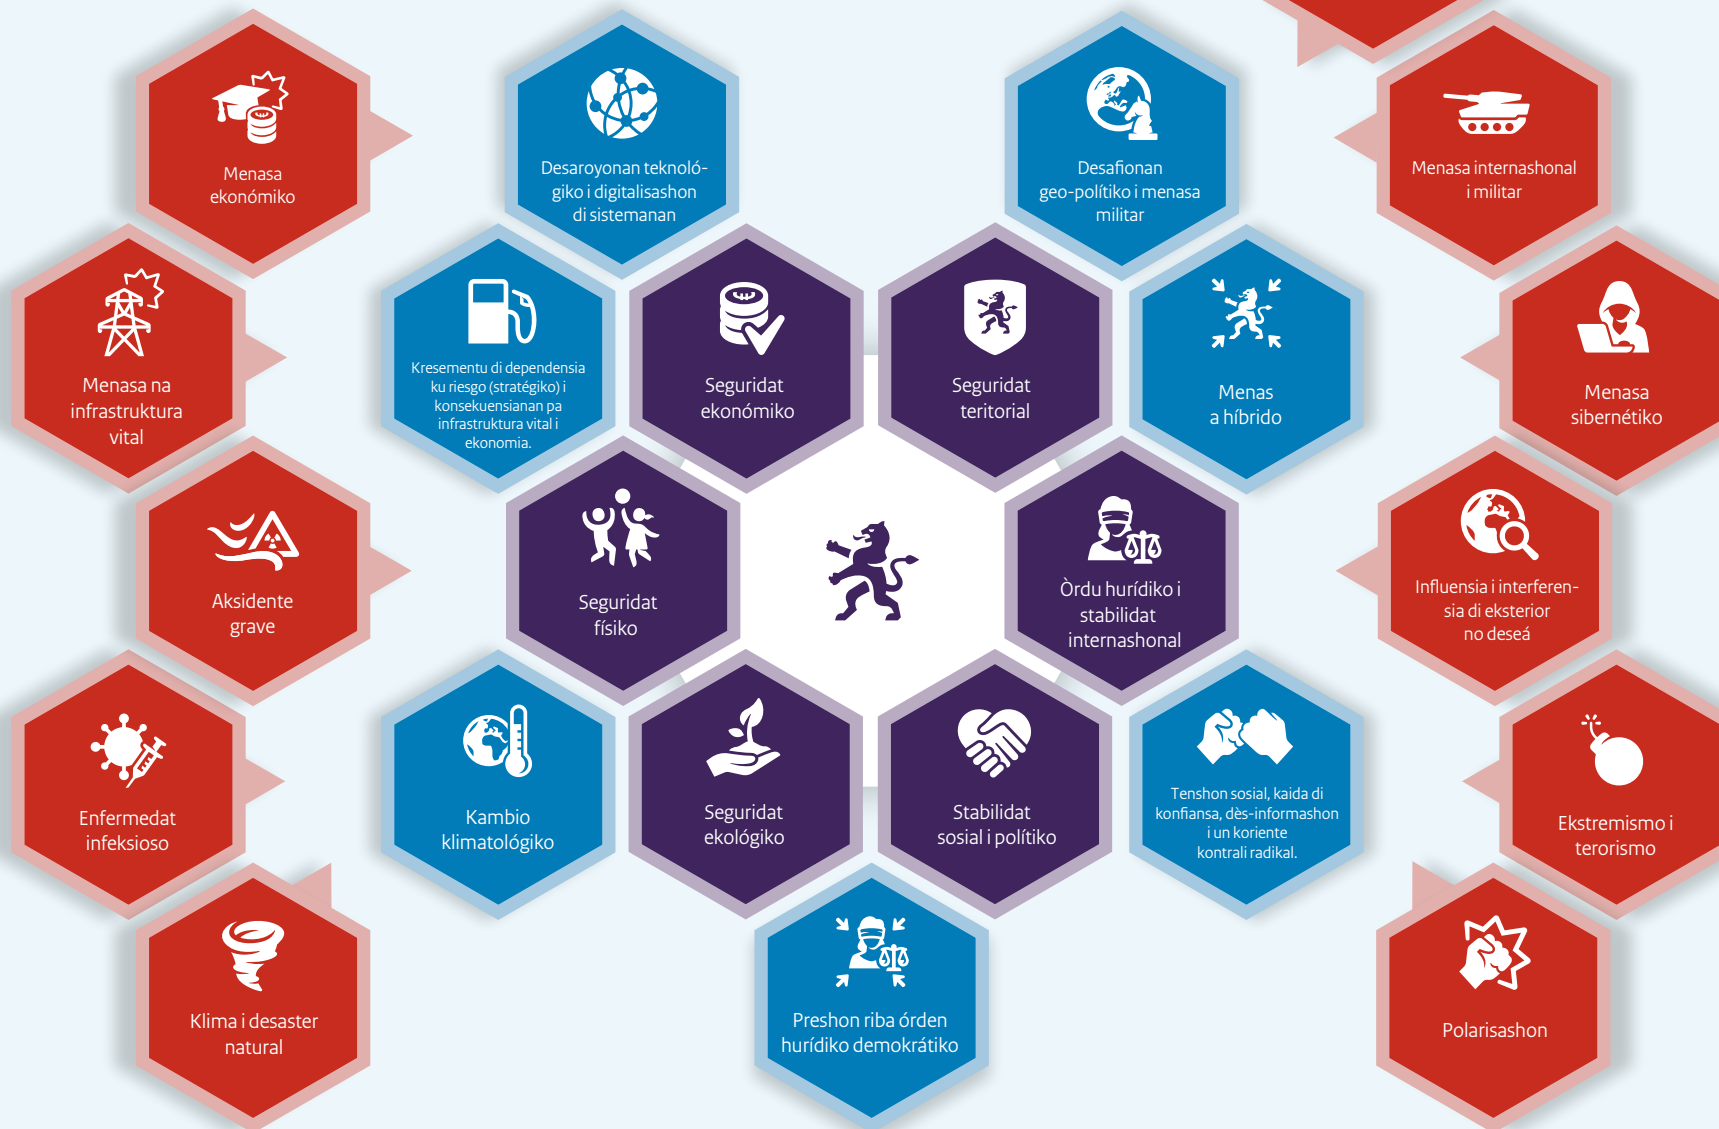 Menasa
ekonómiko
Desaroyonan teknoló-
giko i digitalisashon
di sistemanan
Desafionan
geo-polítiko i menasa
militar
Menasa internashonal
i militar
Menasa na
infrastruktura
vital
Kresementu di dependensia
ku riesgo (stratégiko) i
konsekuensianan pa
infrastruktura vital i
ekonomia.
Seguridat
ekonómiko
Seguridat
teritorial
Menas
a híbrido
Menasa
sibernétiko
Aksidente
grave
Seguridat
físiko
Òrdu hurídiko i
stabilidat
internashonal
Influensia i interferen-
sia di eksterior
no deseá
Enfermedat
infeksioso
Kambio
klimatológiko
Seguridat
ekológiko
Stabilidat
sosial i polítiko
Tenshon sosial, kaida di
konfiansa, dès-informashon
i un koriente
kontrali radikal.
Ekstremismo i
terorismo
Klima i desaster
natural
Preshon riba órden
hurídiko demokrátiko
Polarisashon